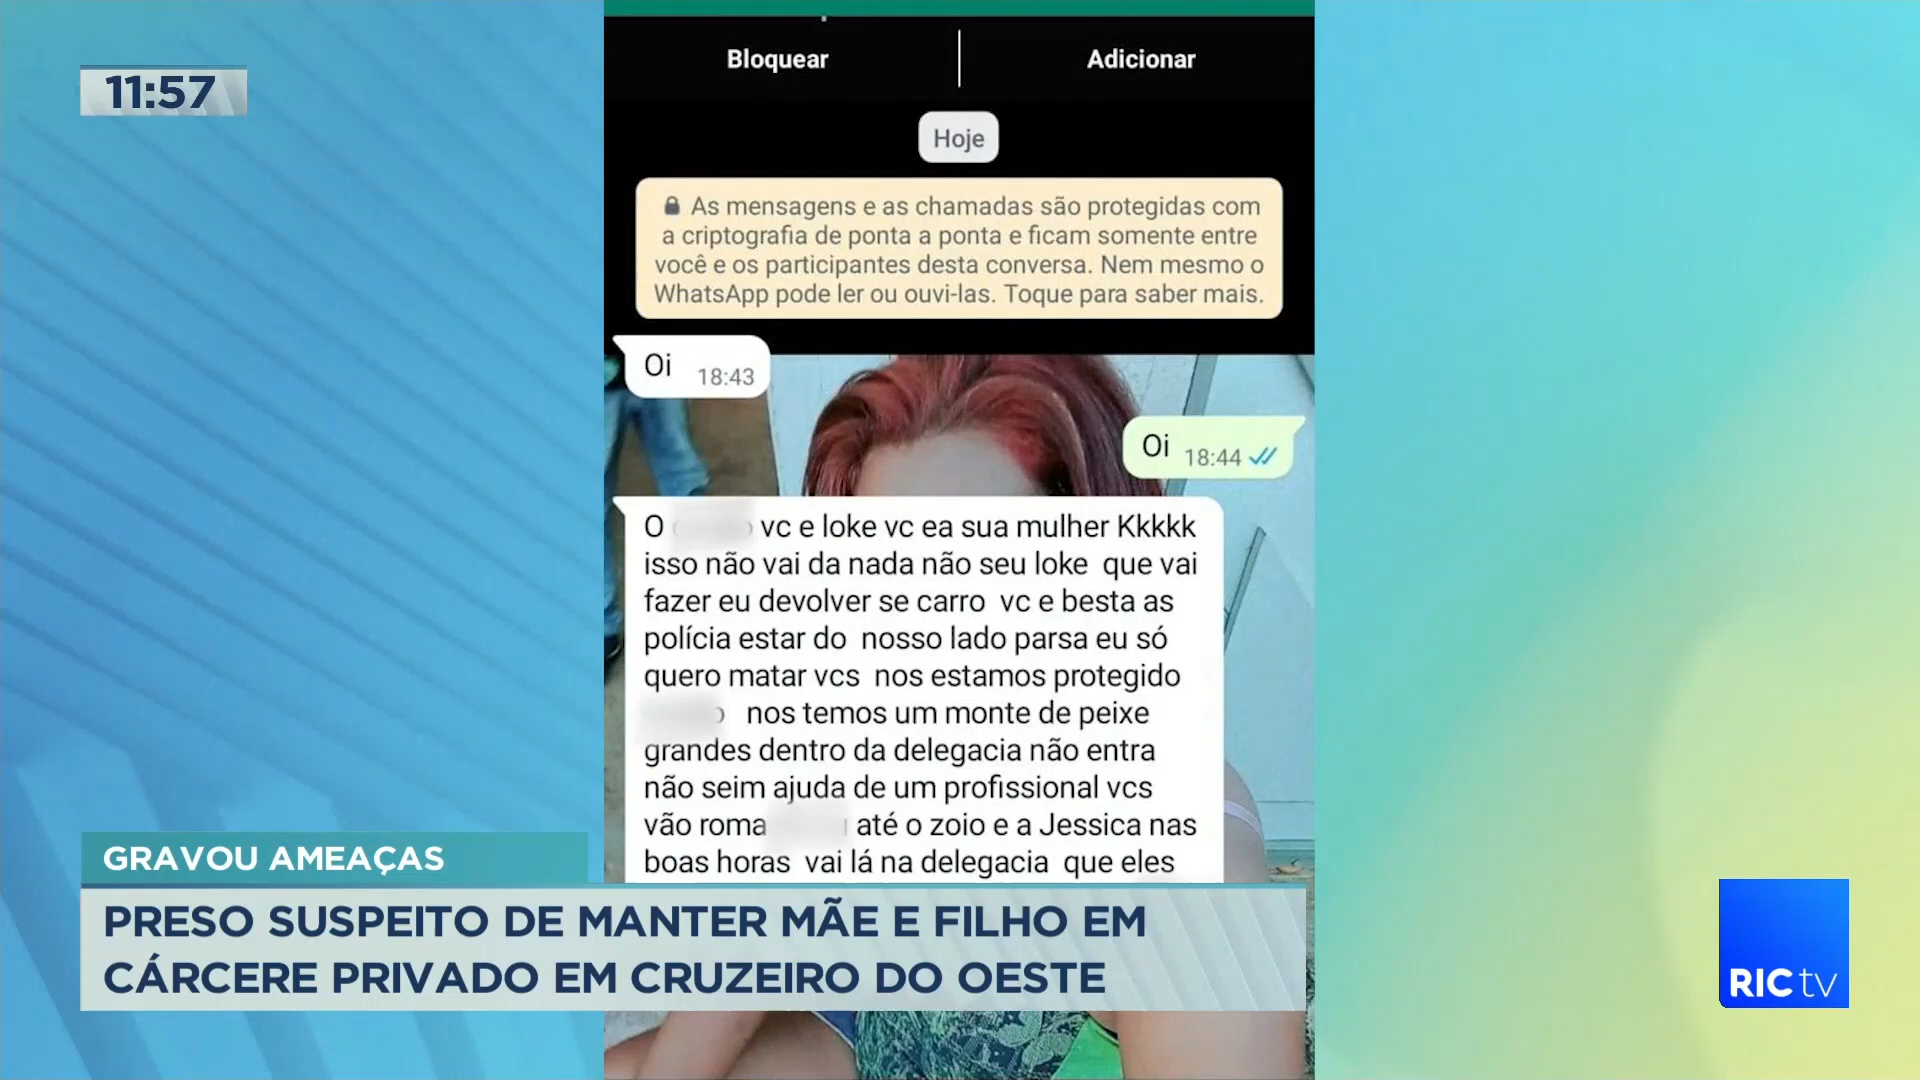 11:57
Bloquear
Adicionar
Hoje
As mensagens e as chamadas são protegidas com
a criptografia de ponta a ponta e ficam somente entre
você e os participantes desta conversa. Nem mesmo o
WhatsApp pode ler ou ouvi-las. Toque para saber mais.
Oi 18:43
Oi 18:44
O vc e loke vc ea sua mulher Kkkkk
isso não vai da nada não seu loke que vai
fazer eu devolver se carro vc e besta as
polícia estar do nosso lado parsa eu só
quero matar vcs nos estamos protegido
nos temos um monte de peixe
grandes dentro da delegacia não entra
não seim ajuda de um profissional vcs
vão roma até o zoio e a Jessica nas
boas horas vai lá na delegacia que eles
GRAVOU AMEAÇAS
PRESO SUSPEITO DE MANTER MÃE E FILHO EM
CÁRCERE PRIVADO EM CRUZEIRO DO OESTE
RIC tv